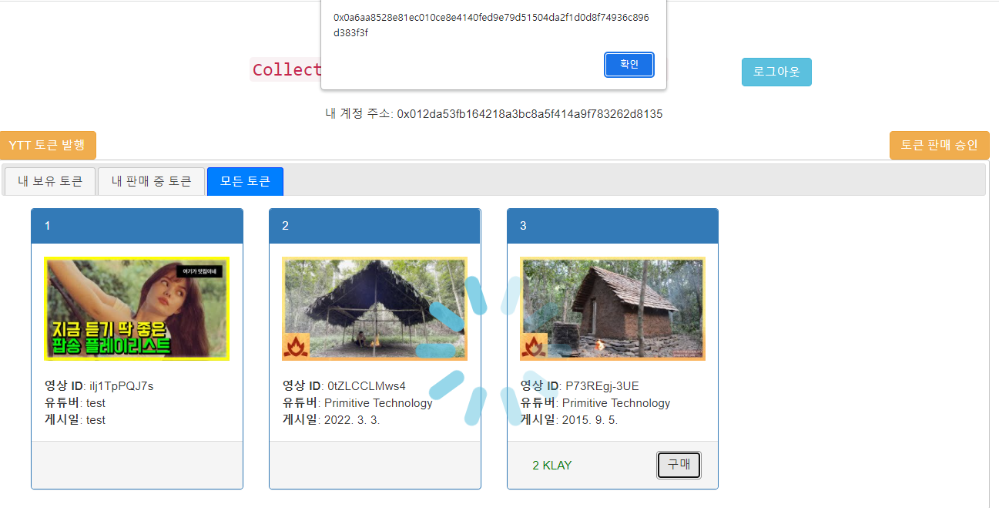 0x0a6aa8528e81ec010ce8e4140fed9e79d51504da2f1d0d8f74936c896
d383f3f
확인
Collect
로그아웃
내 계정 주소: 0x012da53fb164218a3bc8a5f414a9f783262d8135
YTT 토큰 발행
토큰 판매 승인
내 보유 토큰
내 판매 중 토큰
모든 토큰
1
여기가 맛집이네
지금 듣기 딱 좋은
팝송 플레이리스트
영상 ID: ilj1TpPQJ7s
유튜버: test
게시일: test
2
영상 ID: 0tZLCCLMws4
유튜버: Primitive Technology
게시일: 2022. 3. 3.
3
영상 ID: P73REgj-3UE
유튜버: Primitive Technology
게시일: 2015. 9. 5.
2 KLAY
구매